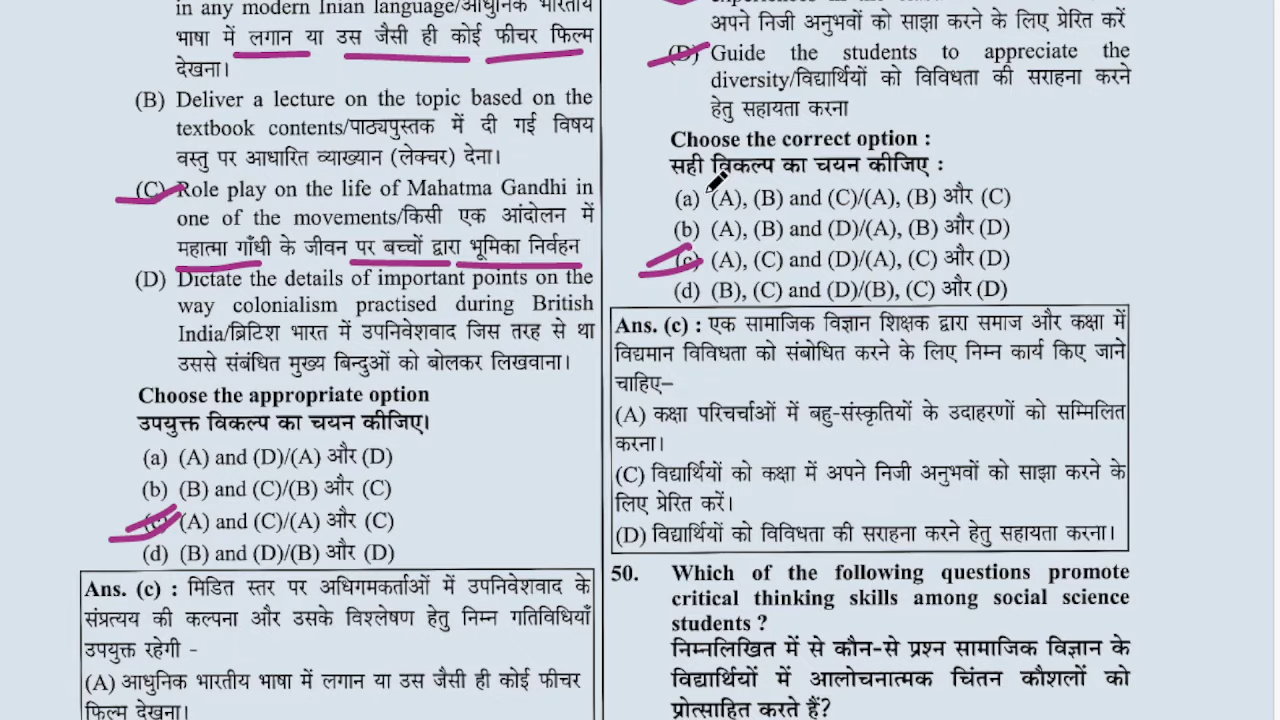 in any modern Inian language/आधुनिक भारतीय
भाषा में लगान या उस जैसी ही कोई फीचर फिल्म
देखना।
(B) Deliver a lecture on the topic based on the
textbook contents/पाठ्यपुस्तक में दी गई विषय
वस्तु पर आधारित व्याख्यान (लेक्चर) देना।
(C) Role play on the life of Mahatma Gandhi in
one of the movements/किसी एक आंदोलन में
महात्मा गाँधी के जीवन पर बच्चों द्वारा भूमिका निर्वहन
(D) Dictate the details of important points on the
way colonialism practised during British
India/ब्रिटिश भारत में उपनिवेशवाद जिस तरह से था
उससे संबंधित मुख्य बिन्दुओं को बोलकर लिखवाना।
Choose the appropriate option
उपयुक्त विकल्प का चयन कीजिए।
(a) (A) and (D)/(A) और (D)
(b) (B) and (C)/(B) और (C)
(c) (A) and (C)/(A) और (C)
(d) (B) and (D)/(B) और (D)
Ans. (c) : मिडित स्तर पर अधिगमकर्ताओं में उपनिवेशवाद के
संप्रत्यय की कल्पना और उसके विश्लेषण हेतु निम्न गतिविधियाँ
उपयुक्त रहेगी -
(A) आधुनिक भारतीय भाषा में लगान या उस जैसी ही कोई फीचर
फिल्म देखना।
अपने निजी अनुभवों को साझा करने के लिए प्रेरित करें
(D) Guide the students to appreciate the
diversity/विद्यार्थियों को विविधता की सराहना करने
हेतु सहायता करना
Choose the correct option :
सही विकल्प का चयन कीजिए :
(a) (A), (B) and (C)/(A), (B) और (C)
(b) (A), (B) and (D)/(A), (B) और (D)
(c) (A), (C) and (D)/(A), (C) और (D)
(d) (B), (C) and (D)/(B), (C) और (D)
Ans. (c) : एक सामाजिक विज्ञान शिक्षक द्वारा समाज और कक्षा में
विद्यमान विविधता को संबोधित करने के लिए निम्न कार्य किए जाने
चाहिए–
(A) कक्षा परिचर्चाओं में बहु-संस्कृतियों के उदाहरणों को सम्मिलित
करना।
(C) विद्यार्थियों को कक्षा में अपने निजी अनुभवों को साझा करने के
लिए प्रेरित करें।
(D) विद्यार्थियों को विविधता की सराहना करने हेतु सहायता करना।
50. Which of the following questions promote
critical thinking skills among social science
students ?
निम्नलिखित में से कौन-से प्रश्न सामाजिक विज्ञान के
विद्यार्थियों में आलोचनात्मक चिंतन कौशलों को
प्रोत्साहित करते हैं?